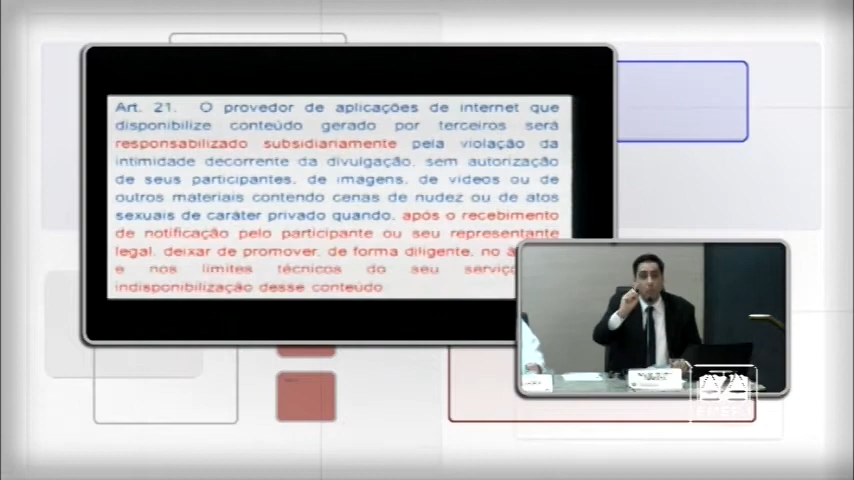 Art. 21. O provedor de aplicações de internet que
disponibilize conteúdo gerado por terceiros será
responsabilizado subsidiariamente pela violação da
intimidade decorrente da divulgação, sem autorização
de seus participantes, de imagens, de vídeos ou de
outros materiais contendo cenas de nudez ou de atos
sexuais de caráter privado quando, após o recebimento
de notificação pelo participante ou seu representante
legal, deixar de promover, de forma diligente, no
e nos limites técnicos do seu
indisponibilização desse conteúdo